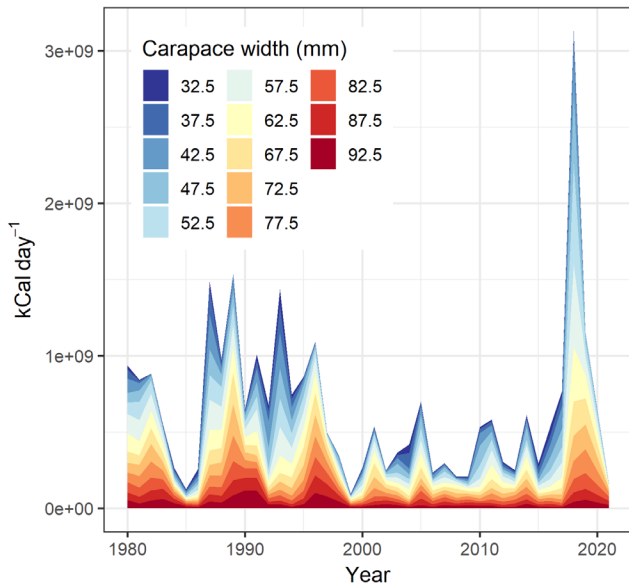 Carapace width (mm)
32.5 57.5 82.5
37.5 62.5 87.5
42.5 67.5 92.5
47.5 72.5
52.5 77.5
3e+09
2e+09
1e+09
0e+00
kCal day⁻¹
1980 1990 2000 2010 2020
Year